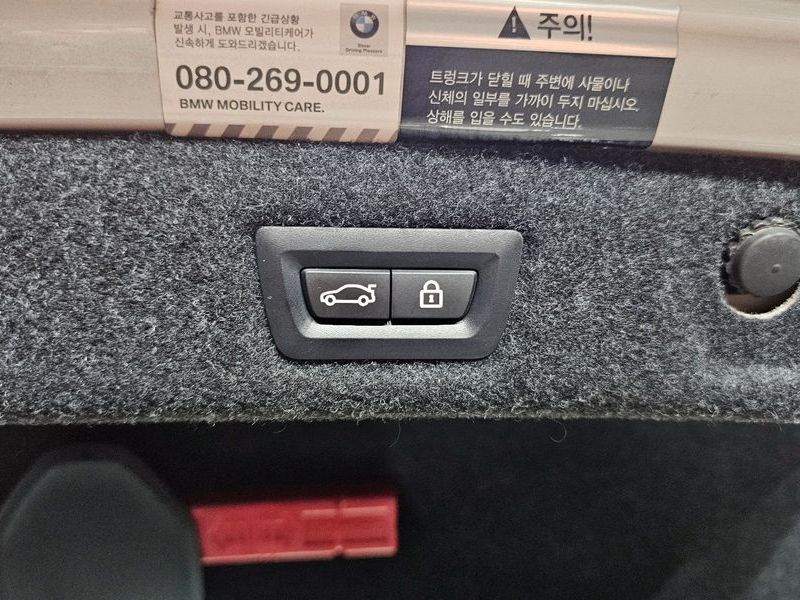 교통사고를 포함한 긴급상황
발생 시, BMW 모빌리티케어가
신속하게 도와드리겠습니다.
BMW
Sheer
Driving Pleasure
080-269-0001
BMW MOBILITY CARE.
주의!
트렁크가 닫힐 때 주변에 사물이나
신체의 일부를 가까이 두지 마십시오.
상해를 입을 수도 있습니다.